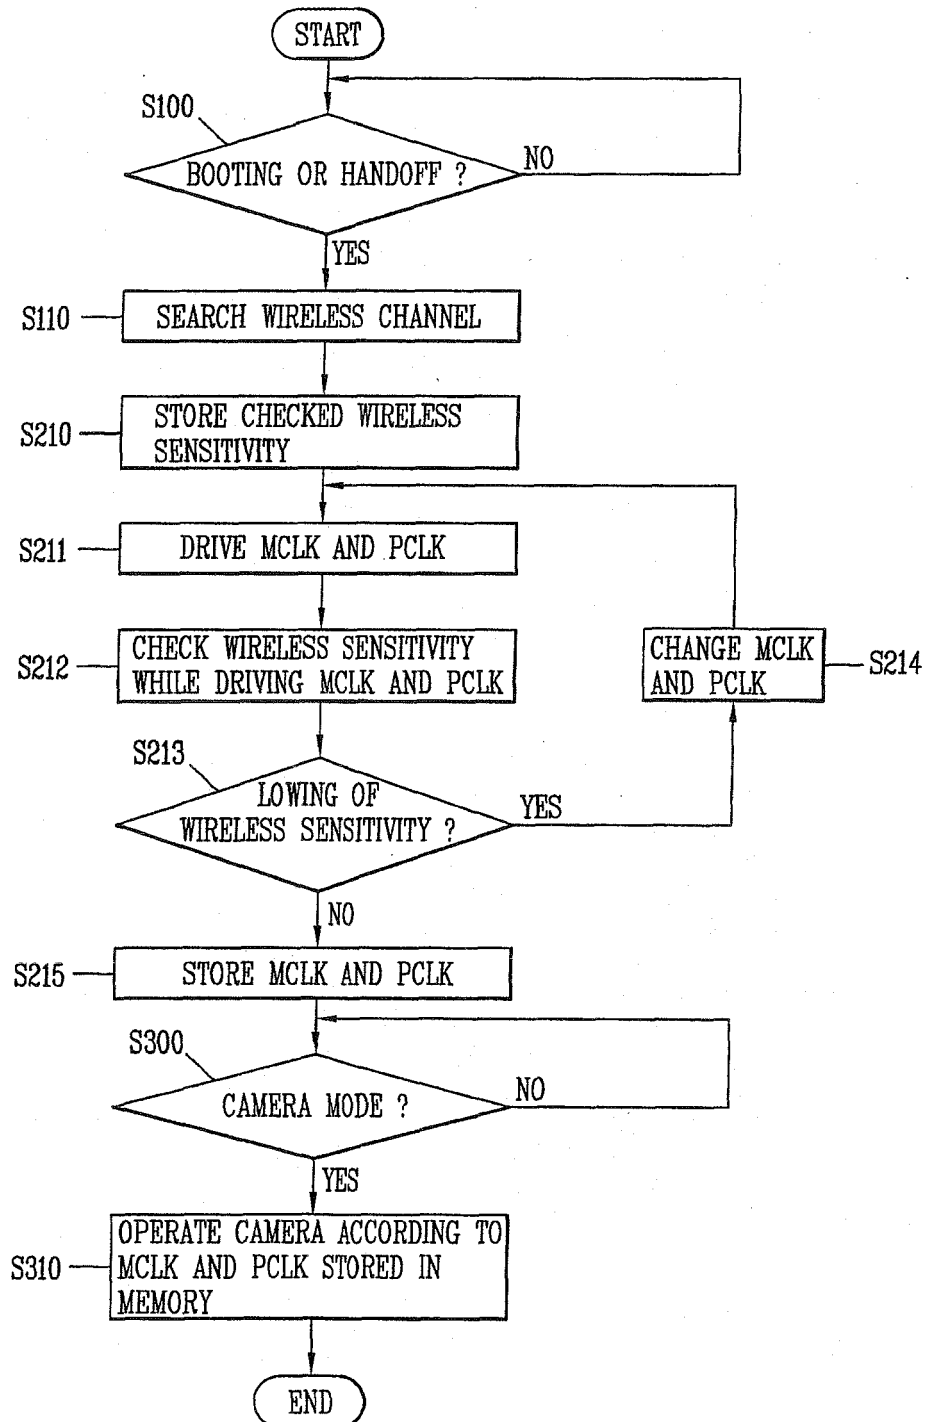 START
S100
BOOTING OR HANDOFF ?
NO
YES
S110
SEARCH WIRELESS CHANNEL
S210
STORE CHECKED WIRELESS
SENSITIVITY
S211
DRIVE MCLK AND PCLK
S212
CHECK WIRELESS SENSITIVITY
WHILE DRIVING MCLK AND PCLK
CHANGE MCLK
AND PCLK
S214
S213
LOWING OF
WIRELESS SENSITIVITY ?
YES
NO
S215
STORE MCLK AND PCLK
S300
CAMERA MODE ?
NO
YES
S310
OPERATE CAMERA ACCORDING TO
MCLK AND PCLK STORED IN
MEMORY
END